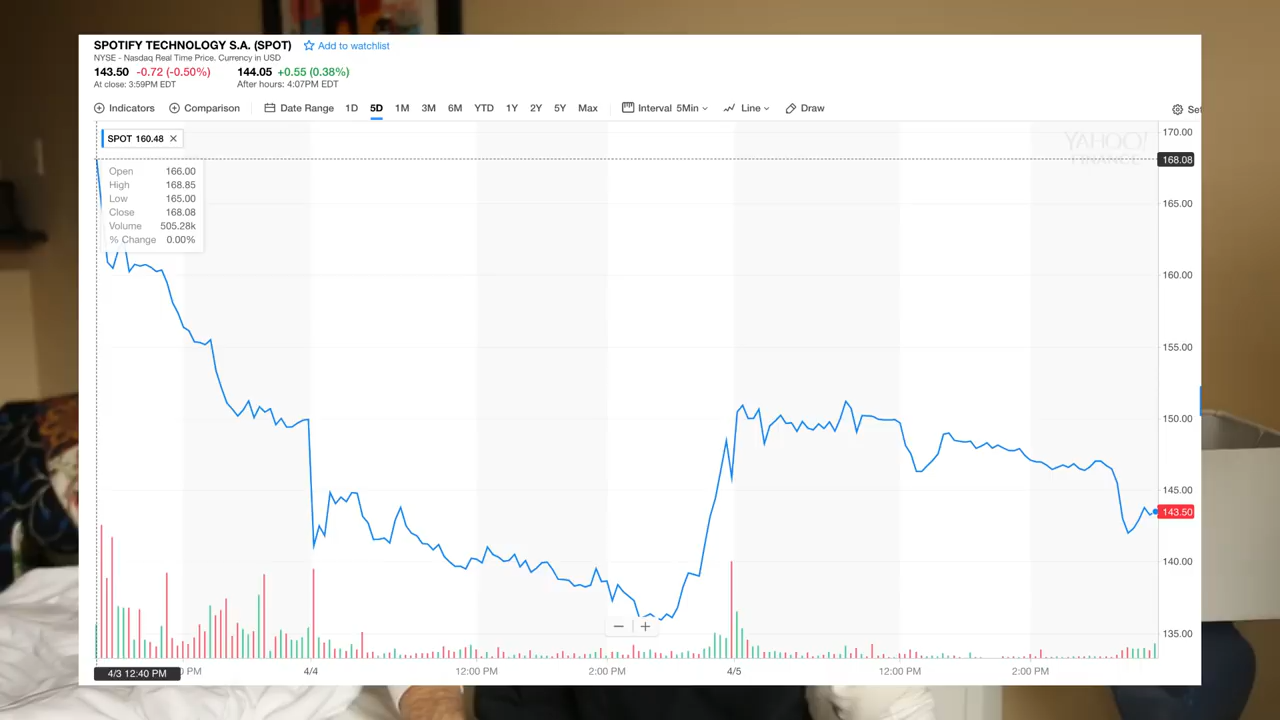 SPOTIFY TECHNOLOGY S.A. (SPOT) Add to watchlist
NYSE - Nasdaq Real Time Price. Currency in USD
143.50 -0.72 (-0.50%) 144.05 +0.55 (0.38%)
At close: 3:59PM EDT After hours: 4:07PM EDT
Indicators Comparison Date Range 1D 5D 1M 3M 6M YTD 1Y 2Y 5Y Max Interval 5Min Line Draw Set
SPOT 160.48
170.00
YAHOO!
FINANCE
168.08
Open 166.00
High 168.85
Low 165.00
Close 168.08
Volume 505.28k
% Change 0.00%
165.00
160.00
155.00
150.00
145.00
143.50
140.00
135.00
4/3 12:40 PM PM 4/4 12:00 PM 2:00 PM 4/5 12:00 PM 2:00 PM